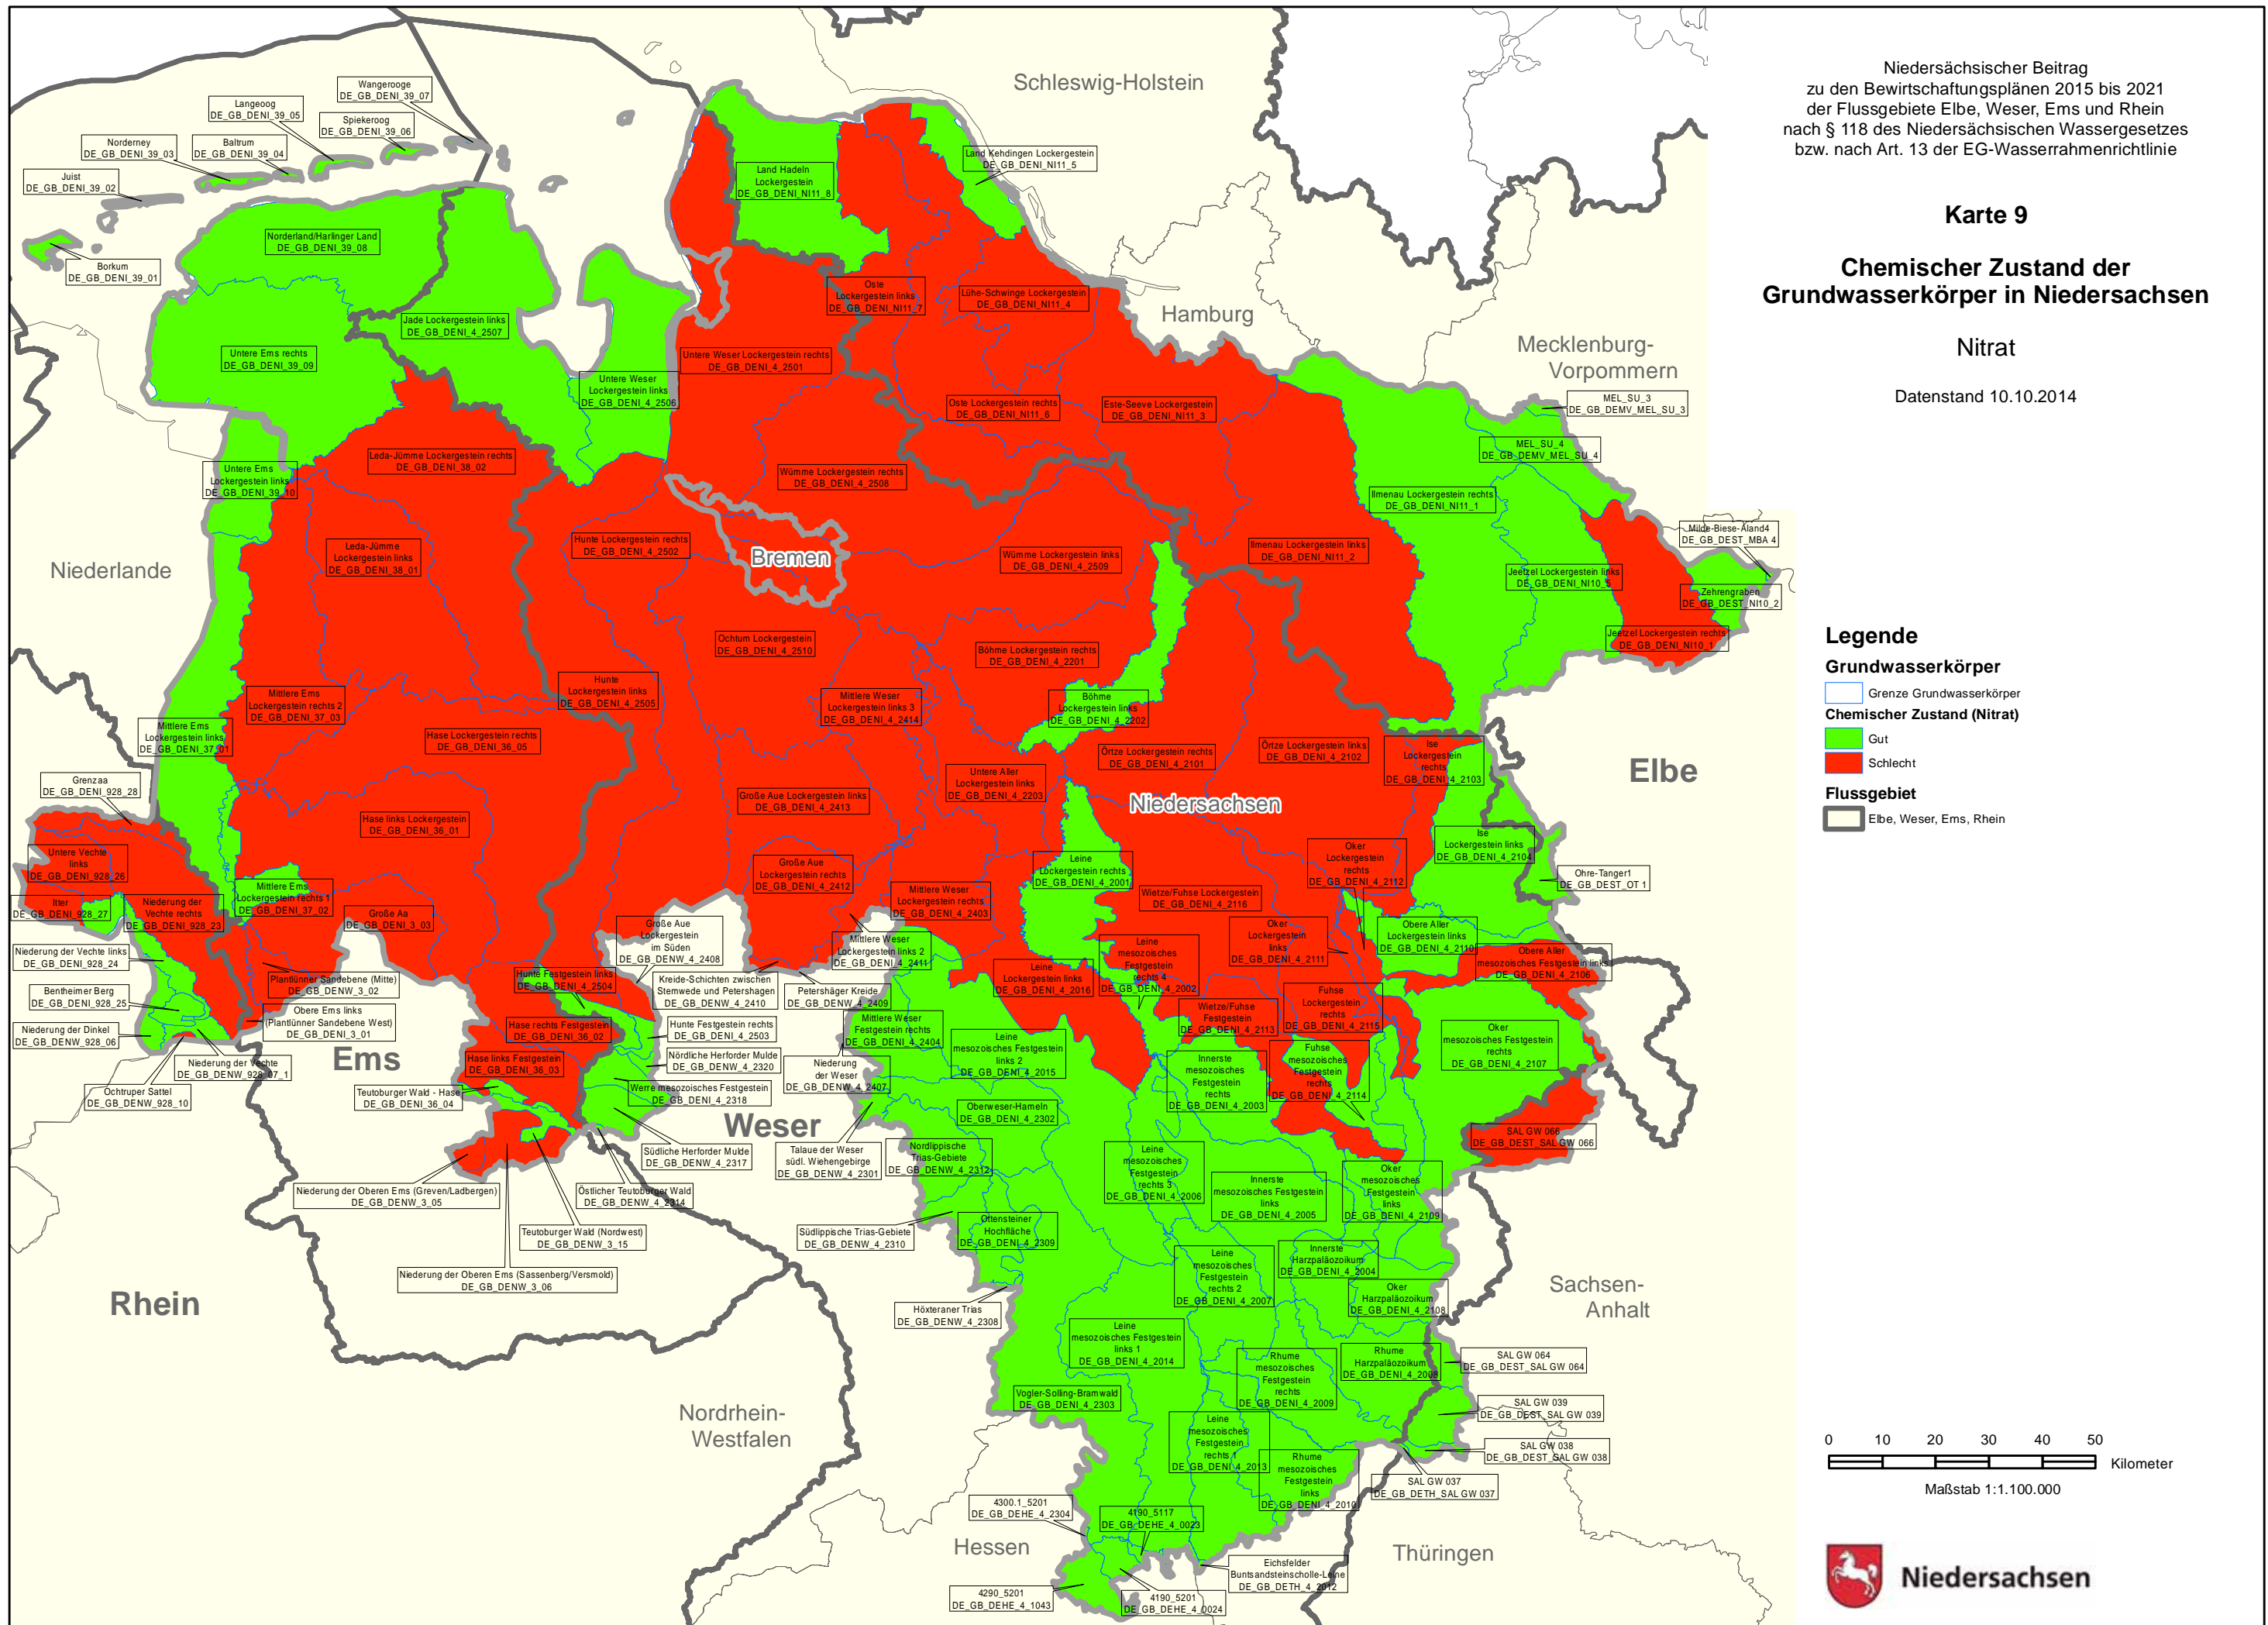 Niedersächsischer Beitrag
zu den Bewirtschaftungsplänen 2015 bis 2021
der Flussgebiete Elbe, Weser, Ems und Rhein
nach § 118 des Niedersächsischen Wassergesetzes
bzw. nach Art. 13 der EG-Wasserrahmenrichtlinie
Karte 9
Chemischer Zustand der
Grundwasserkörper in Niedersachsen
Nitrat
Datenstand 10.10.2014
Legende
Grundwasserkörper
Grenze Grundwasserkörper
Chemischer Zustand (Nitrat)
Gut
Schlecht
Flussgebiet
Elbe, Weser, Ems, Rhein
0 10 20 30 40 50
Kilometer
Maßstab 1:1.100.000
Niedersachsen
Schleswig-Holstein
Hamburg
Mecklenburg-
Vorpommern
Niederlande
Bremen
Niedersachsen
Elbe
Ems
Weser
Rhein
Nordrhein-
Westfalen
Hessen
Thüringen
Sachsen-
Anhalt
Wangerooge
DE_GB_DENI_39_07
Langeoog
DE_GB_DENI_39_05
Spiekeroog
DE_GB_DENI_39_06
Norderney
DE_GB_DENI_39_03
Baltrum
DE_GB_DENI_39_04
Juist
DE_GB_DENI_39_02
Borkum
DE_GB_DENI_39_01
Norderland/Harlinger Land
DE_GB_DENI_39_08
Land Hadeln
Lockergestein
DE_GB_DENI_NI11_8
Land Kehdingen Lockergestein
DE_GB_DENI_NI11_5
Oste
Lockergestein links
DE_GB_DENI_NI11_7
Lühe-Schwinge Lockergestein
DE_GB_DENI_NI11_4
Jade Lockergestein links
DE_GB_DENI_4_2507
Untere Ems rechts
DE_GB_DENI_39_09
Untere Weser Lockergestein rechts
DE_GB_DENI_4_2501
Untere Weser
Lockergestein links
DE_GB_DENI_4_2506
Oste Lockergestein rechts
DE_GB_DENI_NI11_6
Este-Seeve Lockergestein
DE_GB_DENI_NI11_3
MEL_SU_3
DE_GB_DEMV_MEL_SU_3
MEL_SU_4
DE_GB_DEMV_MEL_SU_4
Leda-Jümme Lockergestein rechts
DE_GB_DENI_38_02
Untere Ems
Lockergestein links
DE_GB_DENI_39_10
Wümme Lockergestein rechts
DE_GB_DENI_4_2508
Ilmenau Lockergestein rechts
DE_GB_DENI_NI11_1
Milde-Biese-Aland4
DE_GB_DEST_MBA 4
Leda-Jümme
Lockergestein links
DE_GB_DENI_38_01
Hunte Lockergestein rechts
DE_GB_DENI_4_2502
Wümme Lockergestein links
DE_GB_DENI_4_2509
Ilmenau Lockergestein links
DE_GB_DENI_NI11_2
Jeetzel Lockergestein links
DE_GB_DENI_NI10_5
Zehrengraben
DE_GB_DEST_NI10_2
Jeetzel Lockergestein rechts
DE_GB_DENI_NI10_1
Ochtum Lockergestein
DE_GB_DENI_4_2510
Böhme Lockergestein rechts
DE_GB_DENI_4_2201
Mittlere Ems
Lockergestein rechts 2
DE_GB_DENI_37_03
Hunte
Lockergestein links
DE_GB_DENI_4_2505
Mittlere Weser
Lockergestein links 3
DE_GB_DENI_4_2414
Böhme
Lockergestein links
DE_GB_DENI_4_2202
Mittlere Ems
Lockergestein links
DE_GB_DENI_37_01
Hase Lockergestein rechts
DE_GB_DENI_36_05
Örtze Lockergestein rechts
DE_GB_DENI_4_2101
Örtze Lockergestein links
DE_GB_DENI_4_2102
Ise
Lockergestein
rechts
DE_GB_DENI_4_2103
Grenzaa
DE_GB_DENI_928_28
Untere Aller
Lockergestein links
DE_GB_DENI_4_2203
Große Aue Lockergestein links
DE_GB_DENI_4_2413
Hase links Lockergestein
DE_GB_DENI_36_01
Ise
Lockergestein links
DE_GB_DENI_4_2104
Untere Vechte
links
DE_GB_DENI_928_26
Große Aue
Lockergestein rechts
DE_GB_DENI_4_2412
Leine
Lockergestein rechts
DE_GB_DENI_4_2001
Oker
Lockergestein
rechts
DE_GB_DENI_4_2112
Ohre-Tanger1
DE_GB_DEST_OT 1
Itter
DE_GB_DENI_928_27
Niederung der
Vechte rechts
DE_GB_DENI_928_23
Mittlere Ems
Lockergestein rechts 1
DE_GB_DENI_37_02
Große Aa
DE_GB_DENI_3_03
Mittlere Weser
Lockergestein rechts
DE_GB_DENI_4_2403
Wietze/Fuhse Lockergestein
DE_GB_DENI_4_2116
Oker
Lockergestein
links
DE_GB_DENI_4_2111
Obere Aller
Lockergestein links
DE_GB_DENI_4_2110
Obere Aller
mesozoisches Festgestein links
DE_GB_DENI_4_2106
Niederung der Vechte links
DE_GB_DENI_928_24
Große Aue
Lockergestein
im Süden
DE_GB_DENW_4_2408
Mittlere Weser
Lockergestein links 2
DE_GB_DENI_4_2411
Leine
mesozoisches
Festgestein
rechts 4
DE_GB_DENI_4_2002
Leine
Lockergestein links
DE_GB_DENI_4_2016
Bentheimer Berg
DE_GB_DENI_928_25
Plantlünner Sandebene (Mitte)
DE_GB_DENW_3_02
Hunte Festgestein links
DE_GB_DENI_4_2504
Kreide-Schichten zwischen
Stemwede und Petershagen
DE_GB_DENW_4_2410
Petershäger Kreide
DE_GB_DENW_4_2409
Fuhse
Lockergestein
rechts
DE_GB_DENI_4_2115
Wietze/Fuhse
Festgestein
DE_GB_DENI_4_2113
Niederung der Dinkel
DE_GB_DENW_928_06
Obere Ems links
(Plantlünner Sandebene West)
DE_GB_DENI_3_01
Hase rechts Festgestein
DE_GB_DENI_36_02
Hunte Festgestein rechts
DE_GB_DENI_4_2503
Mittlere Weser
Festgestein rechts
DE_GB_DENI_4_2404
Leine
mesozoisches Festgestein
links 2
DE_GB_DENI_4_2015
Oker
mesozoisches Festgestein
rechts
DE_GB_DENI_4_2107
Niederung der Vechte
DE_GB_DENW_928_07_1
Hase links Festgestein
DE_GB_DENI_36_03
Nördliche Herforder Mulde
DE_GB_DENW_4_2320
Niederung
der Weser
DE_GB_DENW_4_2407
Innerste
mesozoisches
Festgestein
rechts
DE_GB_DENI_4_2003
Fuhse
mesozoisches
Festgestein
rechts
DE_GB_DENI_4_2114
Ochtruper Sattel
DE_GB_DENW_928_10
Teutoburger Wald - Hase
DE_GB_DENI_36_04
Werre mesozoisches Festgestein
DE_GB_DENI_4_2318
Oberweser-Hameln
DE_GB_DENI_4_2302
SAL GW 066
DE_GB_DEST_SAL GW 066
Südliche Herforder Mulde
DE_GB_DENW_4_2317
Talaue der Weser
südl. Wiehengebirge
DE_GB_DENW_4_2301
Nordlippische
Trias-Gebiete
DE_GB_DENW_4_2312
Leine
mesozoisches
Festgestein
rechts 3
DE_GB_DENI_4_2006
Innerste
mesozoisches Festgestein
links
DE_GB_DENI_4_2005
Oker
mesozoisches
Festgestein
links
DE_GB_DENI_4_2109
Niederung der Oberen Ems (Greven/Ladbergen)
DE_GB_DENW_3_05
Östlicher Teutoburger Wald
DE_GB_DENW_4_2314
Teutoburger Wald (Nordwest)
DE_GB_DENW_3_15
Südlippische Trias-Gebiete
DE_GB_DENW_4_2310
Ottensteiner
Hochfläche
DE_GB_DENI_4_2309
Niederung der Oberen Ems (Sassenberg/Versmold)
DE_GB_DENW_3_06
Leine
mesozoisches
Festgestein
rechts 2
DE_GB_DENI_4_2007
Innerste
Harzpaläozoikum
DE_GB_DENI_4_2004
Oker
Harzpaläozoikum
DE_GB_DENI_4_2108
Höxteraner Trias
DE_GB_DENW_4_2308
Leine
mesozoisches Festgestein
links 1
DE_GB_DENI_4_2014
Rhume
mesozoisches
Festgestein
rechts
DE_GB_DENI_4_2009
Rhume
Harzpaläozoikum
DE_GB_DENI_4_2008
SAL GW 064
DE_GB_DEST_SAL GW 064
Vogler-Solling-Bramwald
DE_GB_DENI_4_2303
SAL GW 039
DE_GB_DEST_SAL GW 039
Leine
mesozoisches
Festgestein
rechts 1
DE_GB_DENI_4_2013
SAL GW 038
DE_GB_DEST_SAL GW 038
Rhume
mesozoisches
Festgestein
links
DE_GB_DENI_4_2010
SAL GW 037
DE_GB_DETH_SAL GW 037
4300.1_5201
DE_GB_DEHE_4_2304
4190_5117
DE_GB_DEHE_4_0023
Eichsfelder
Buntsandsteinscholle-Leine
DE_GB_DETH_4_2012
4290_5201
DE_GB_DEHE_4_1043
4190_5201
DE_GB_DEHE_4_0024